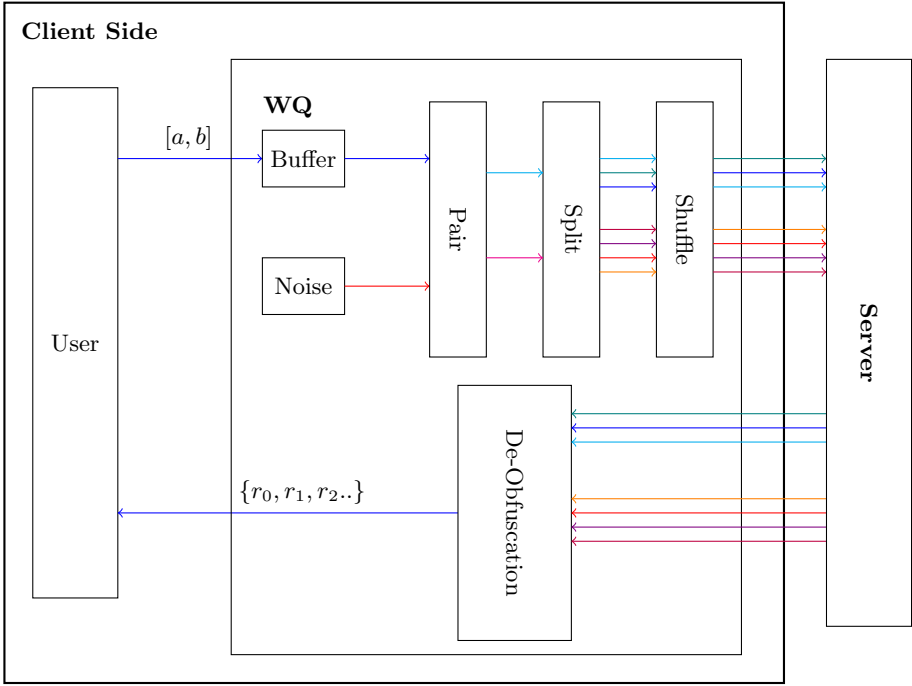 Client Side
WQ
[a, b]
Buffer
Noise
Pair
Split
Shuffle
User
Server
De-Obfuscation
{r₀, r₁, r₂..}